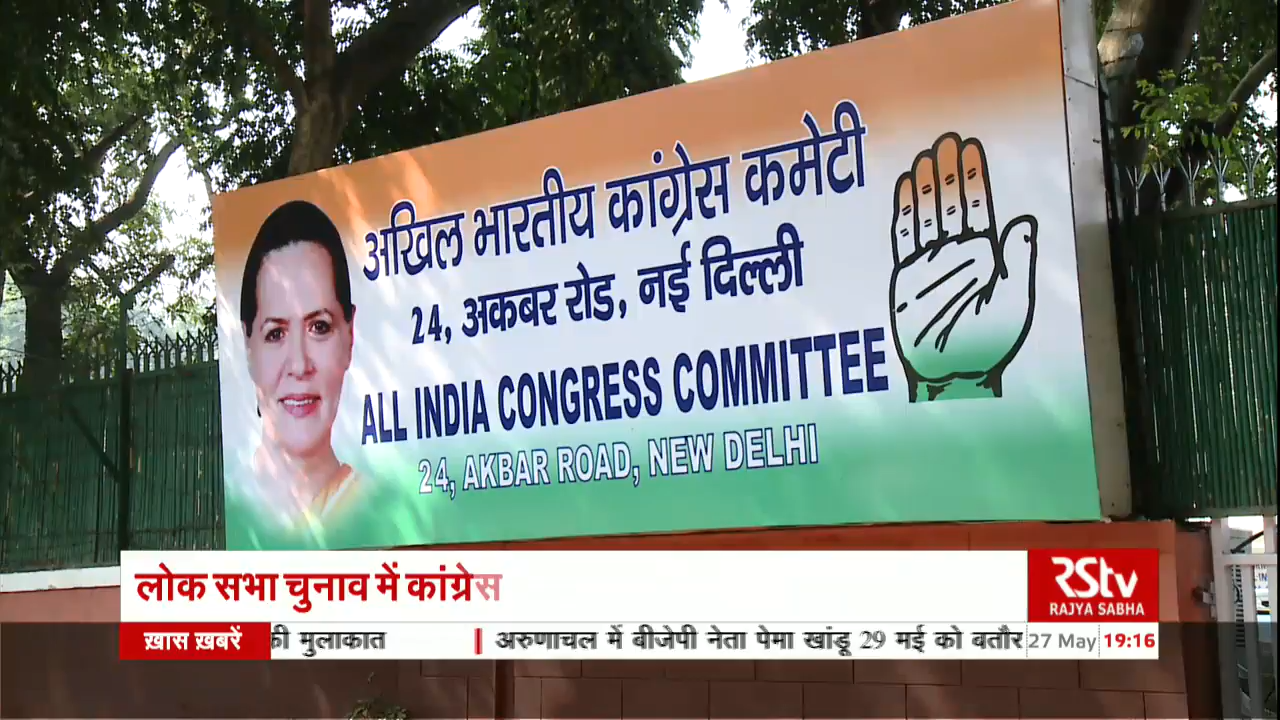 अखिल भारतीय कांग्रेस कमेटी
24, अकबर रोड, नई दिल्ली
ALL INDIA CONGRESS COMMITTEE
24, AKBAR ROAD, NEW DELHI
लोक सभा चुनाव में कांग्रेस
RStv
RAJYA SABHA
ख़ास ख़बरें
की मुलाकात | अरुणाचल में बीजेपी नेता पेमा खांडू 29 मई को बतौर
27 May 19:16